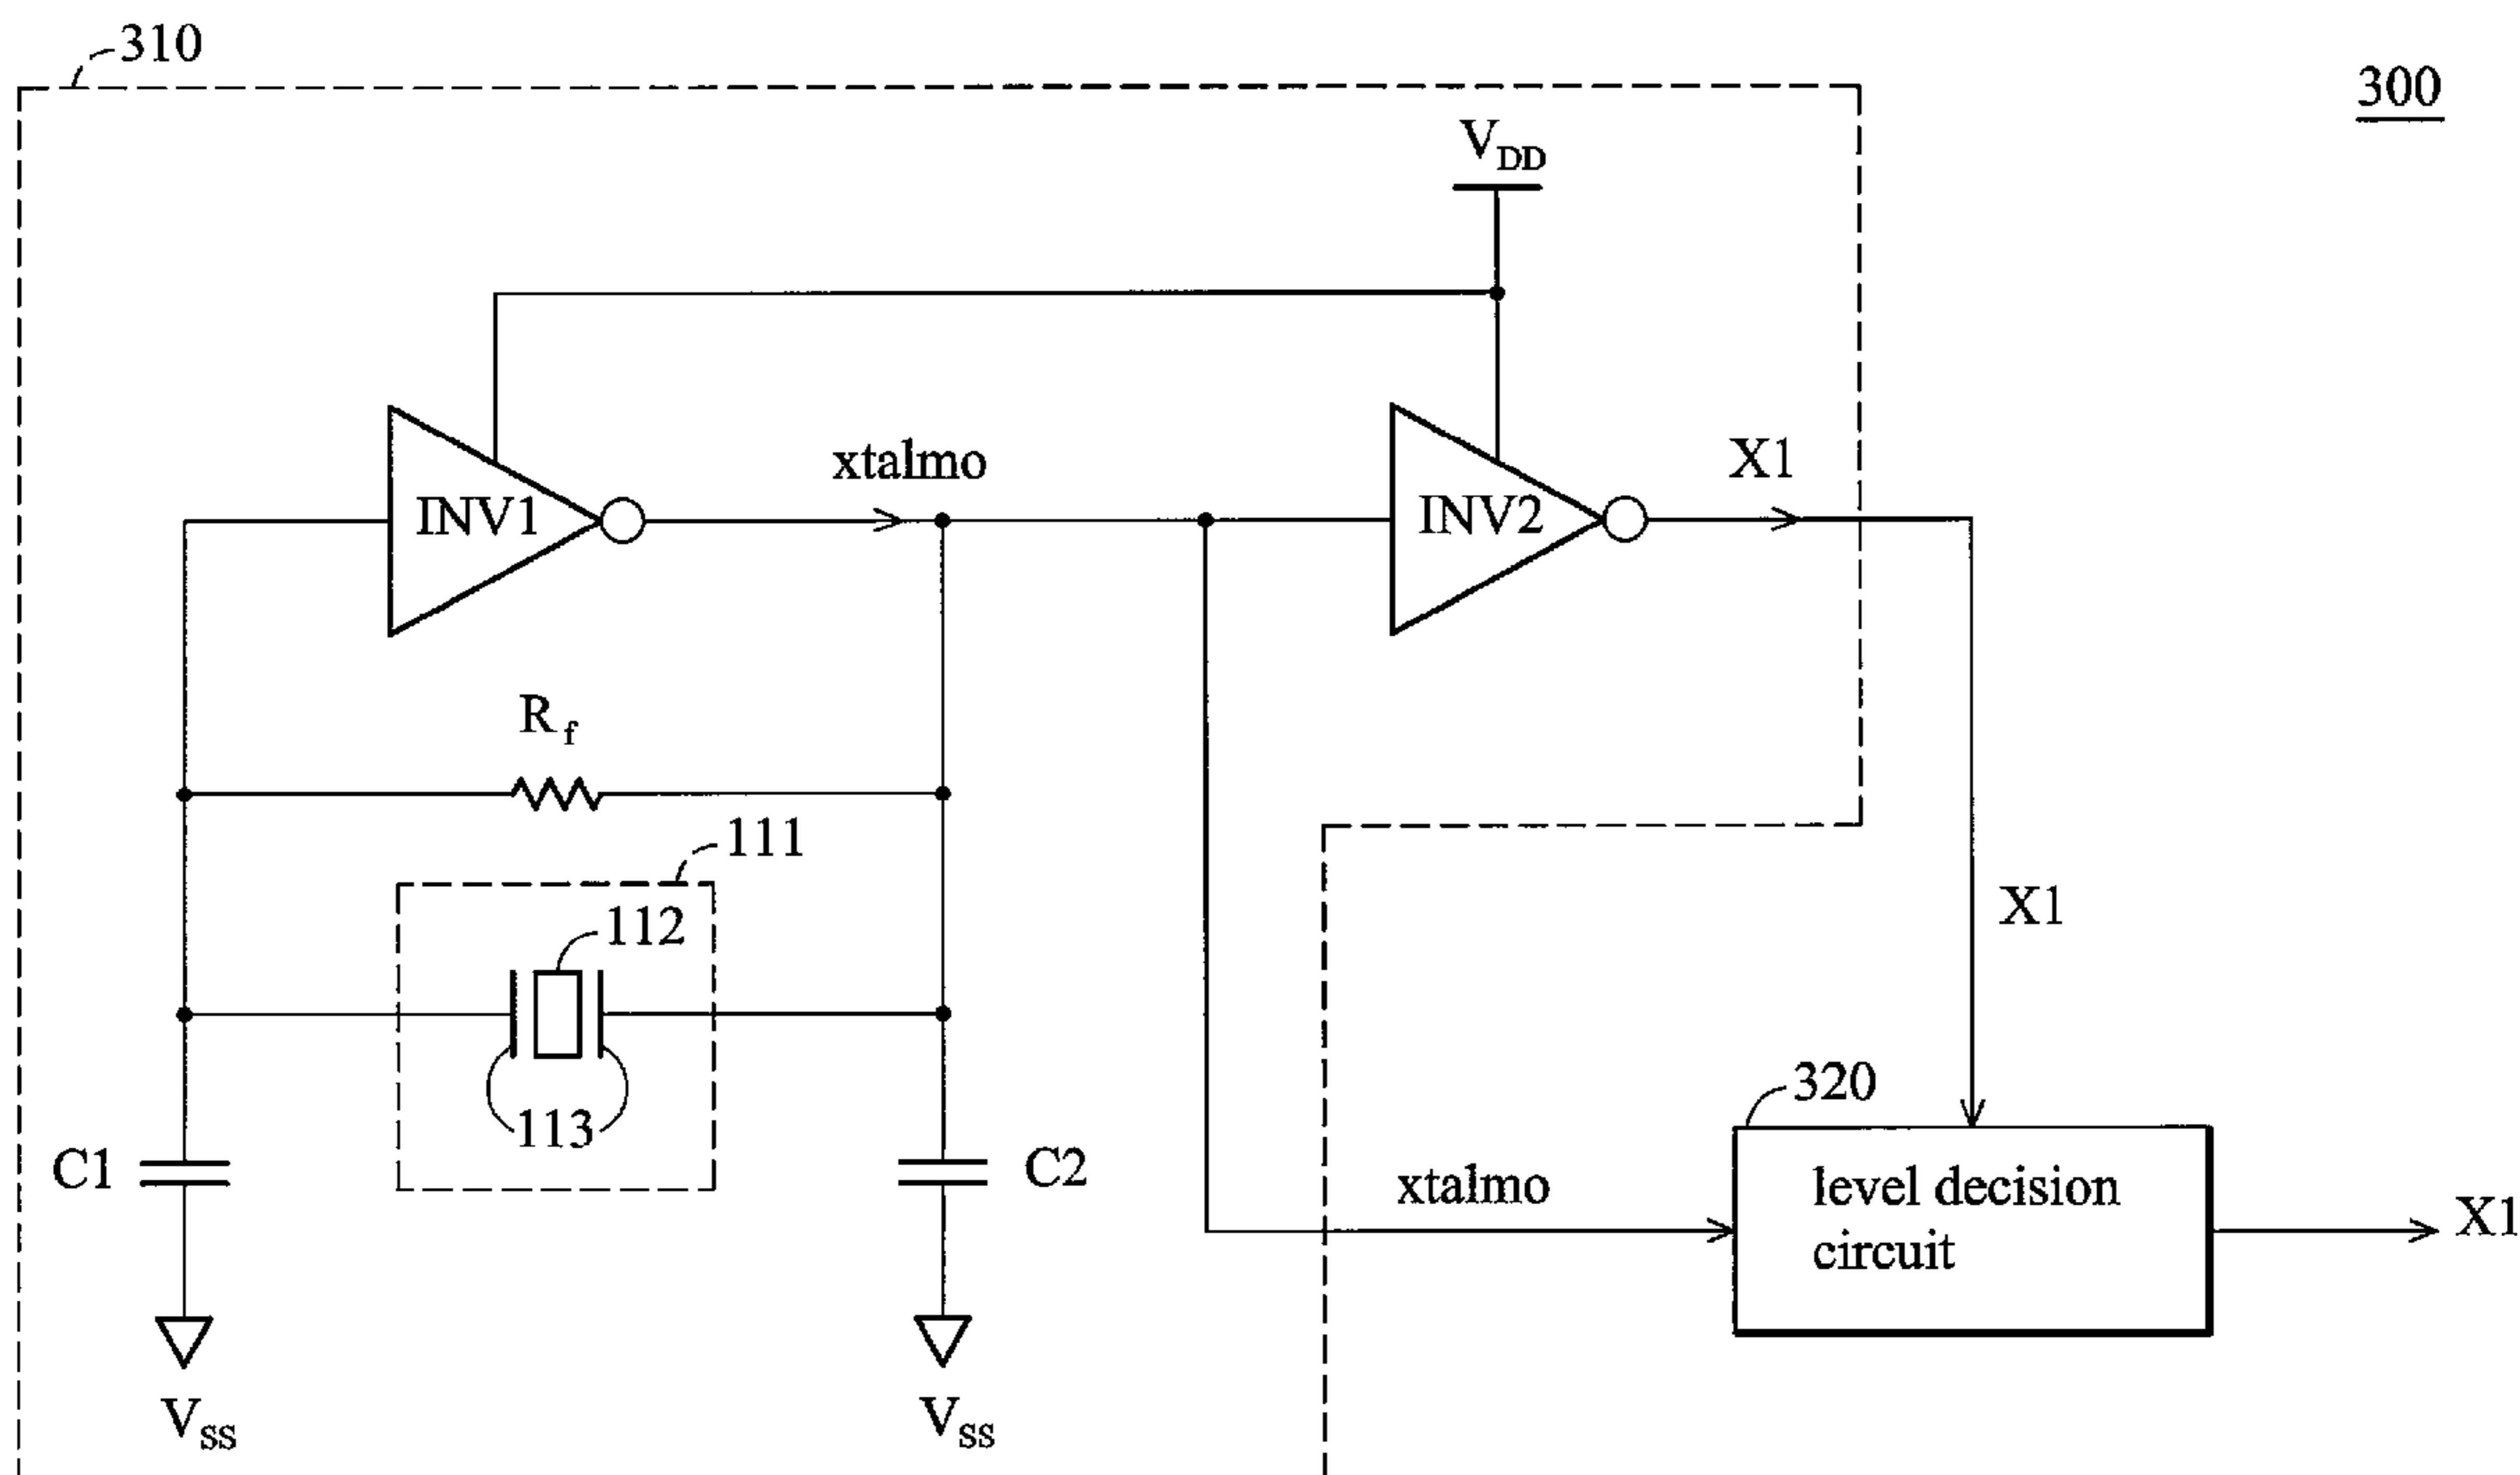 310
300
VDD
INV1
xtalmo
INV2
X1
Rf
111
112
X1
113
320
C1
C2
xtalmo
level decision
circuit
X1
VSS
VSS